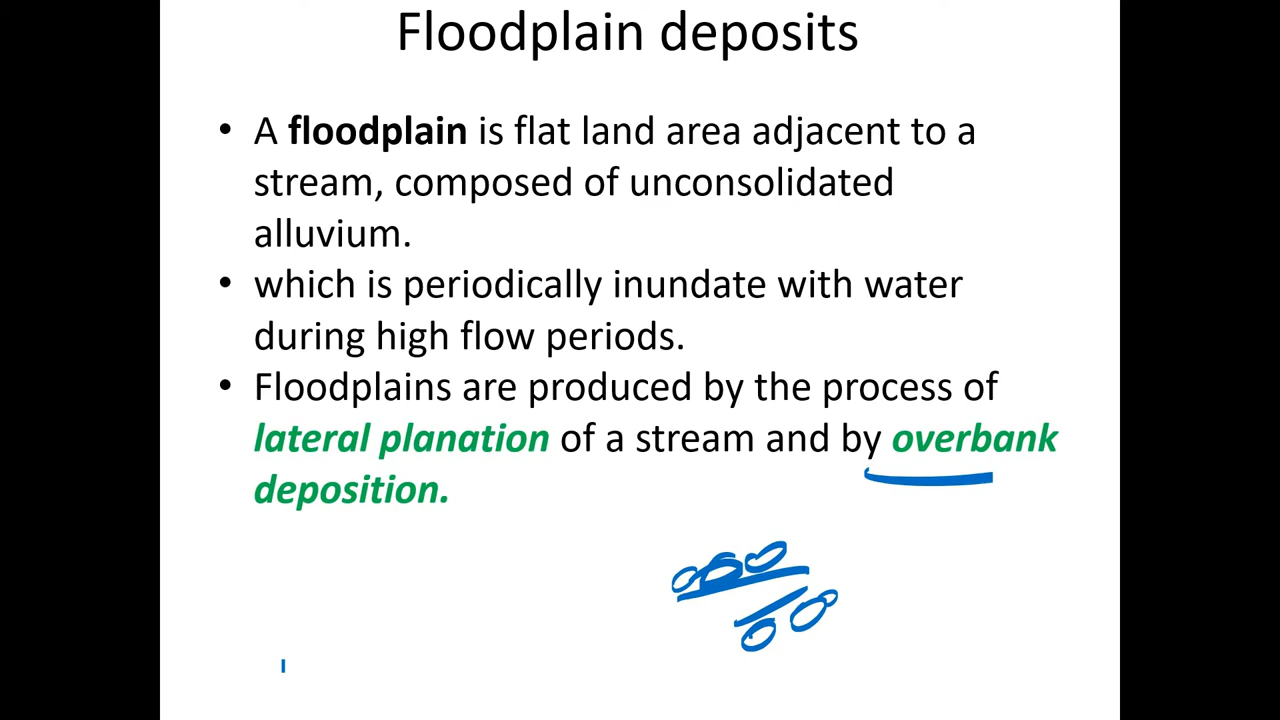 Floodplain deposits
• A floodplain is flat land area adjacent to a
stream, composed of unconsolidated
alluvium.
• which is periodically inundate with water
during high flow periods.
• Floodplains are produced by the process of
lateral planation of a stream and by overbank
deposition.